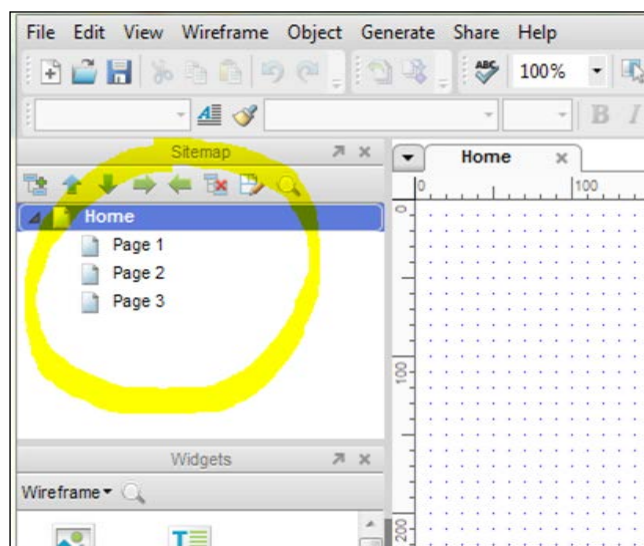 File Edit View Wireframe Object Generate Share Help
ABC 100%
B I
Sitemap
Home
0 100
Home
0
Page 1
Page 2
Page 3
100
Widgets
Wireframe
200
T